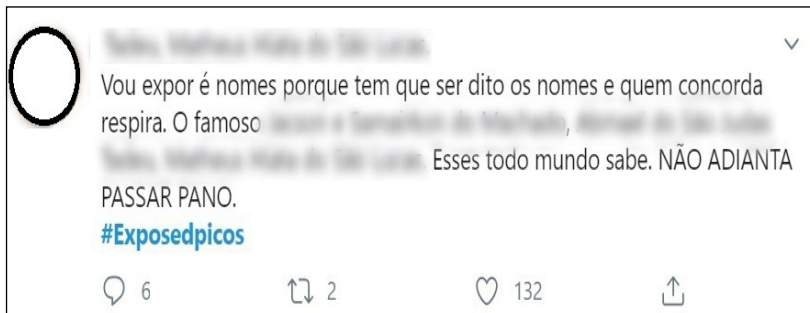 Vou expor é nomes porque tem que ser dito os nomes e quem concorda
respira. O famoso
Esses todo mundo sabe. NÃO ADIANTA
PASSAR PANO.
#Exposedpicos
6 2 132